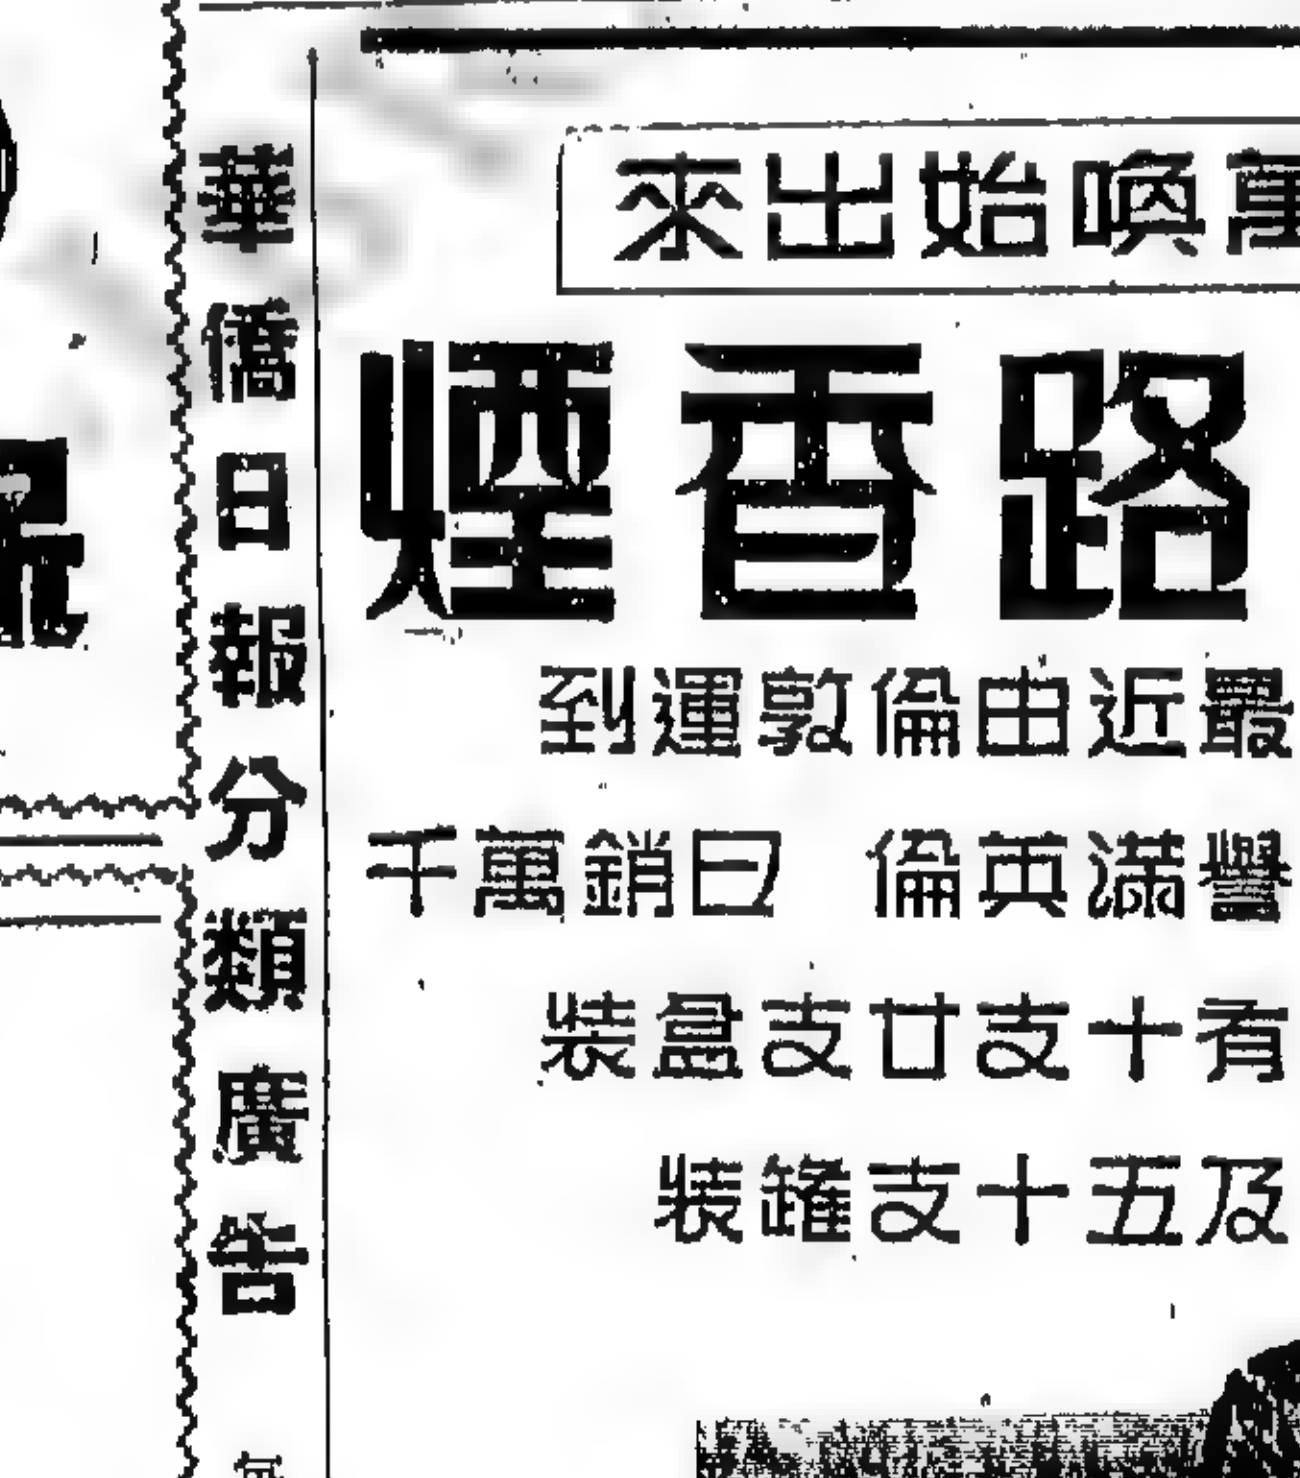 萬喚始出來
路香煙
最近由倫敦運到
譽滿英倫 日銷萬千
有十支廿支盒裝
及五十支罐裝
華僑日報分類廣告